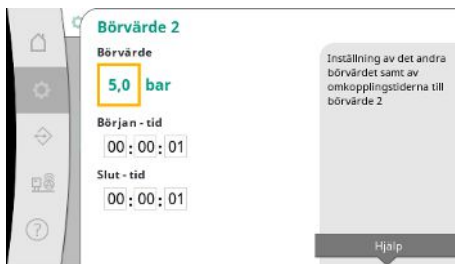 Börvärde 2
Börvärde
5,0 bar
Början - tid
00 : 00 : 01
Slut - tid
00 : 00 : 01
Inställning av det andra
börvärdet samt av
omkopplingstiderna till
börvärde 2
Hjälp